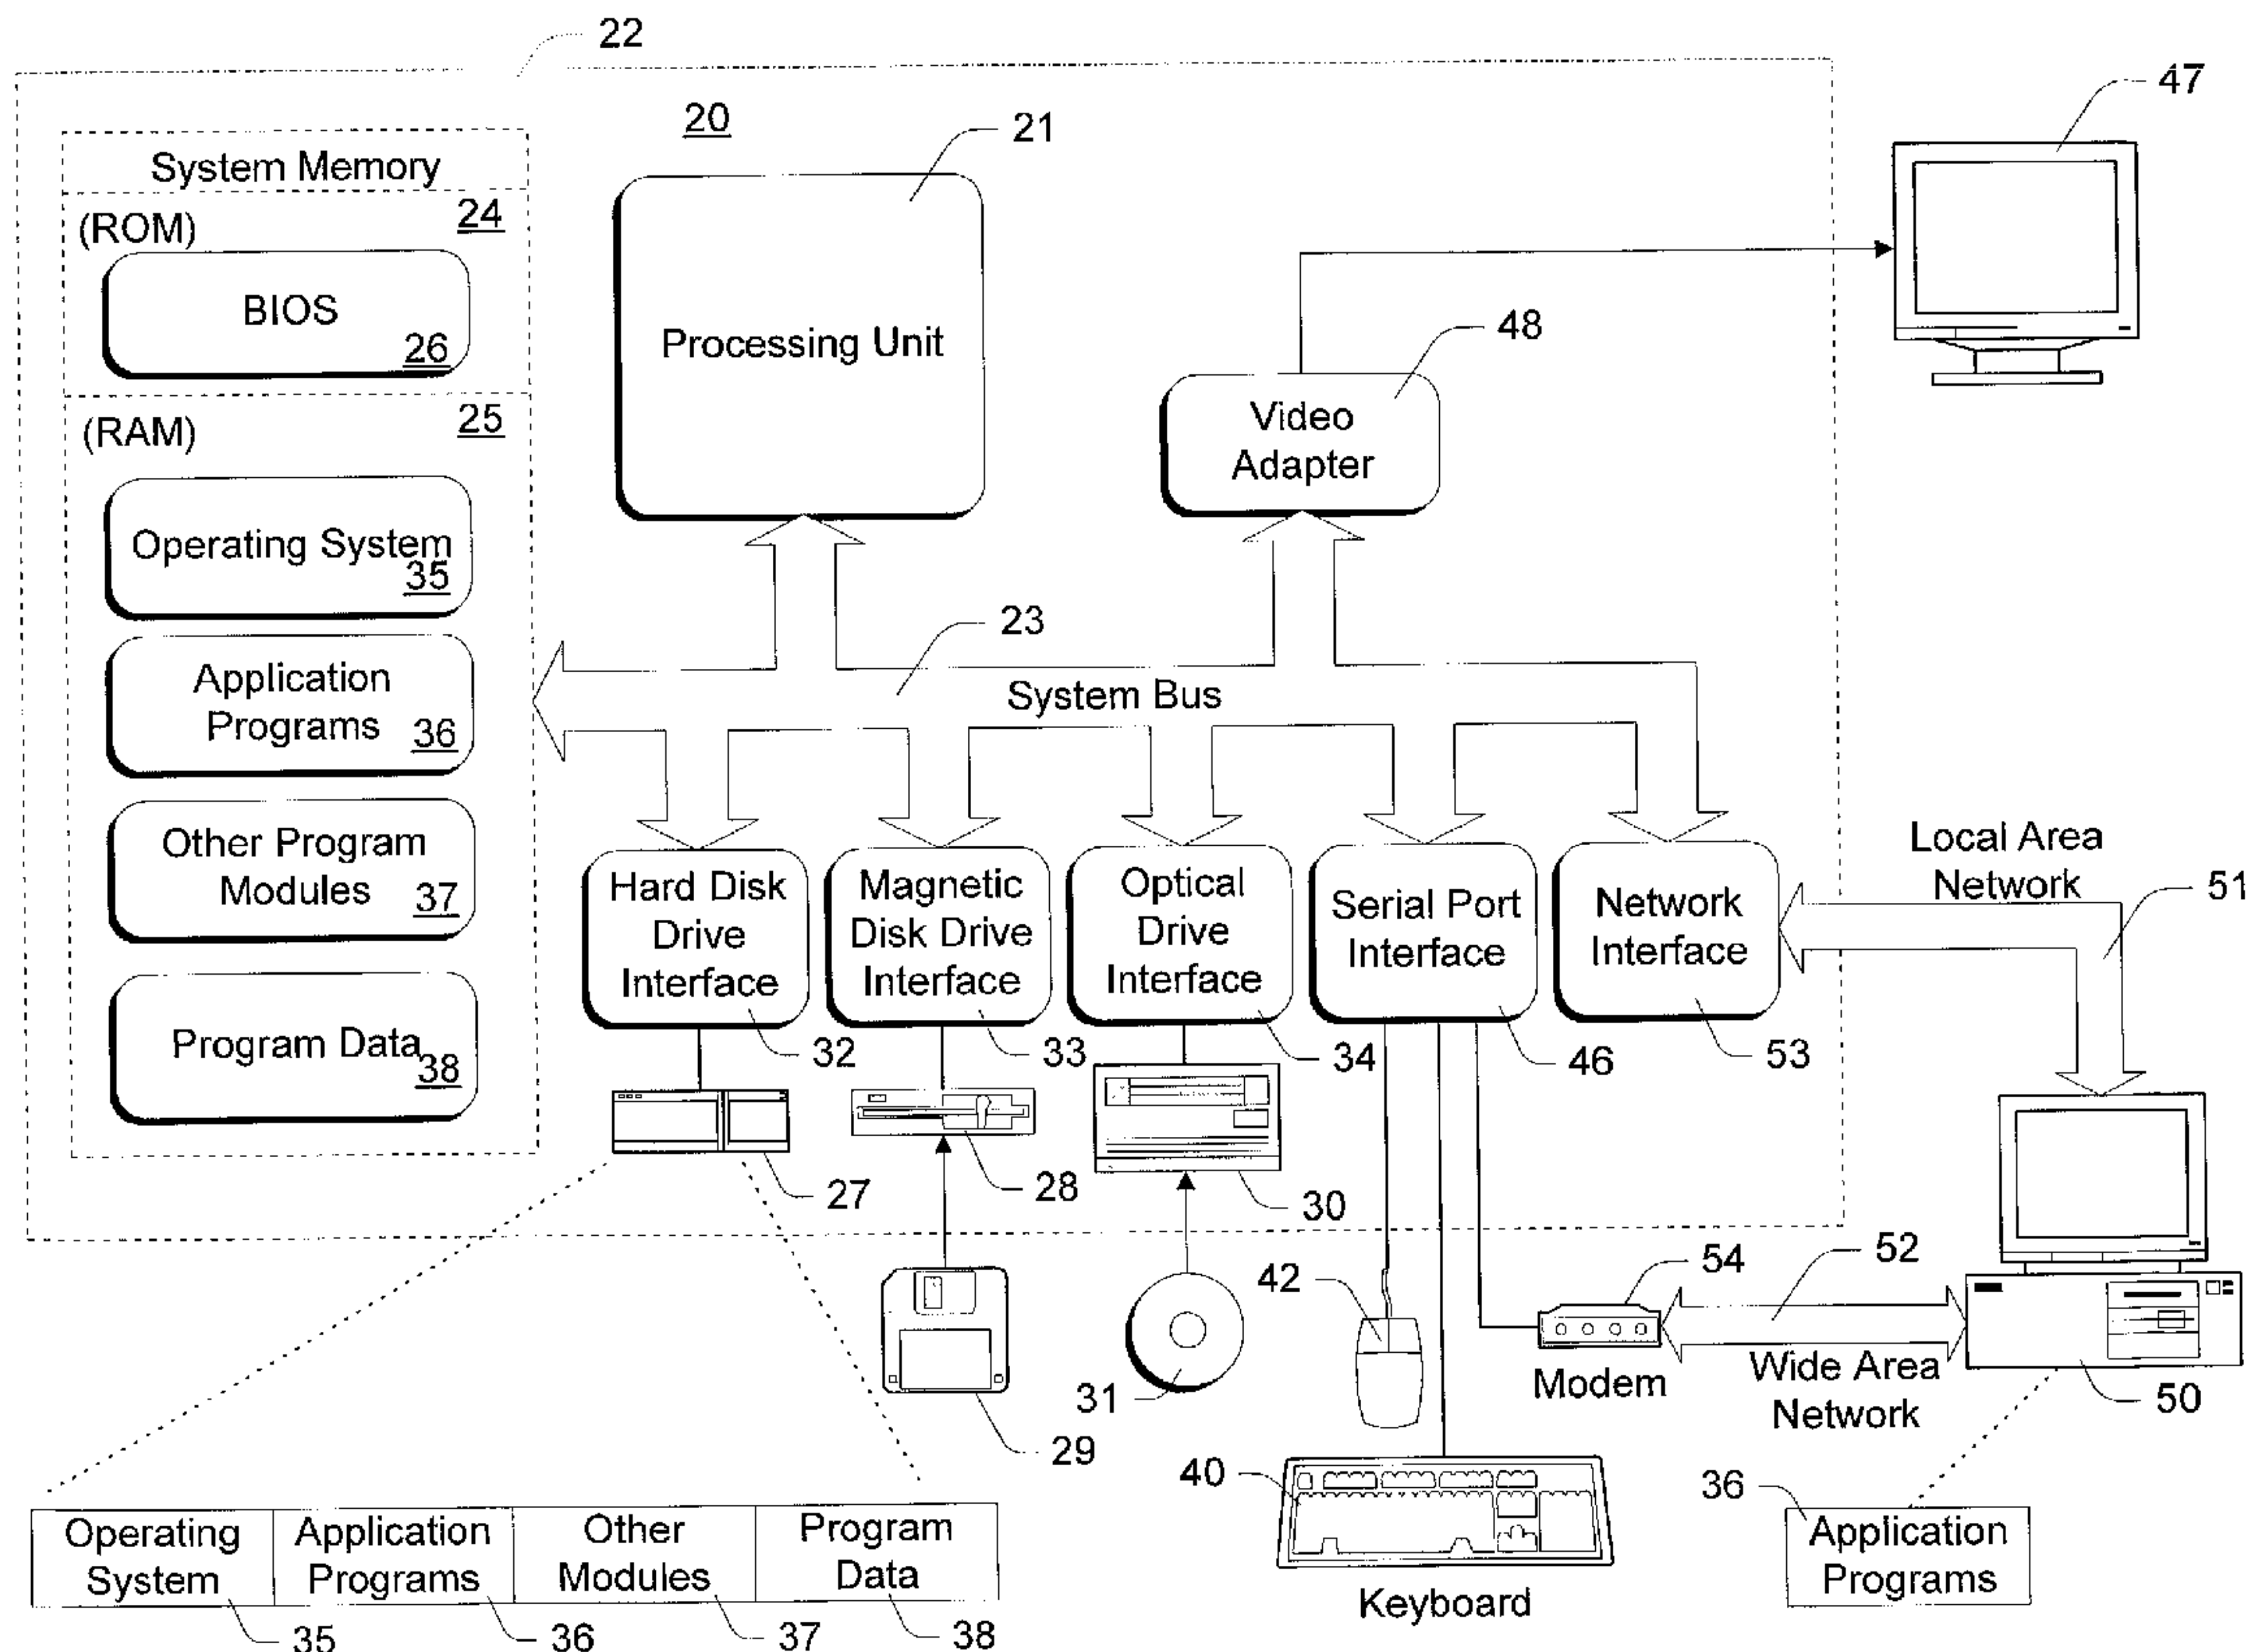 22
47
20
21
System Memory
(ROM)
24
BIOS
26
Processing Unit
48
Video
Adapter
(RAM)
25
Operating System
35
Application
Programs
36
Other Program
Modules
37
Program Data
38
23
System Bus
Hard Disk
Drive
Interface
32
Magnetic
Disk Drive
Interface
33
Optical
Drive
Interface
34
Serial Port
Interface
46
Network
Interface
53
Local Area
Network
51
27
28
30
29
31
42
54
52
Modem
Wide Area
Network
50
40
Keyboard
36
Application
Programs
Operating
System
35
Application
Programs
36
Other
Modules
37
Program
Data
38